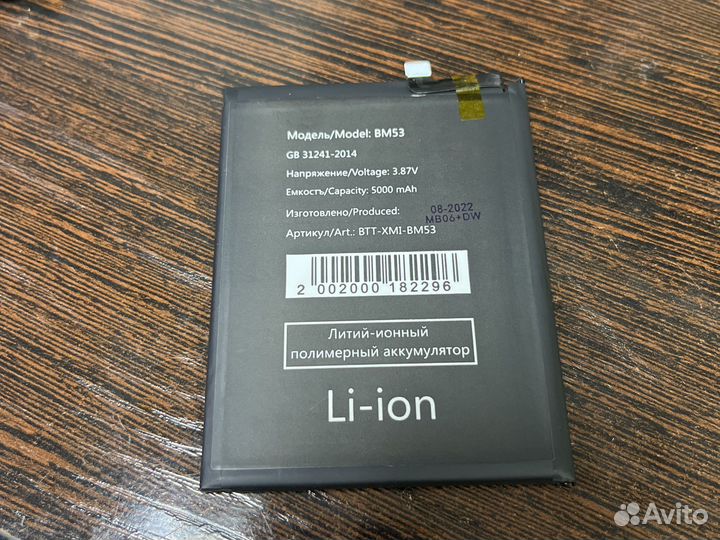 Модель/Model: BM53
GB 31241-2014
Напряжение/Voltage: 3.87V
Емкость/Capacity: 5000 mAh
Изготовлено/Produced: 08-2022
MB06+DW
Артикул/Art.: BTT-XMI-BM53
2 002000 182296
Литий-ионный
полимерный аккумулятор
Li-ion
Avito